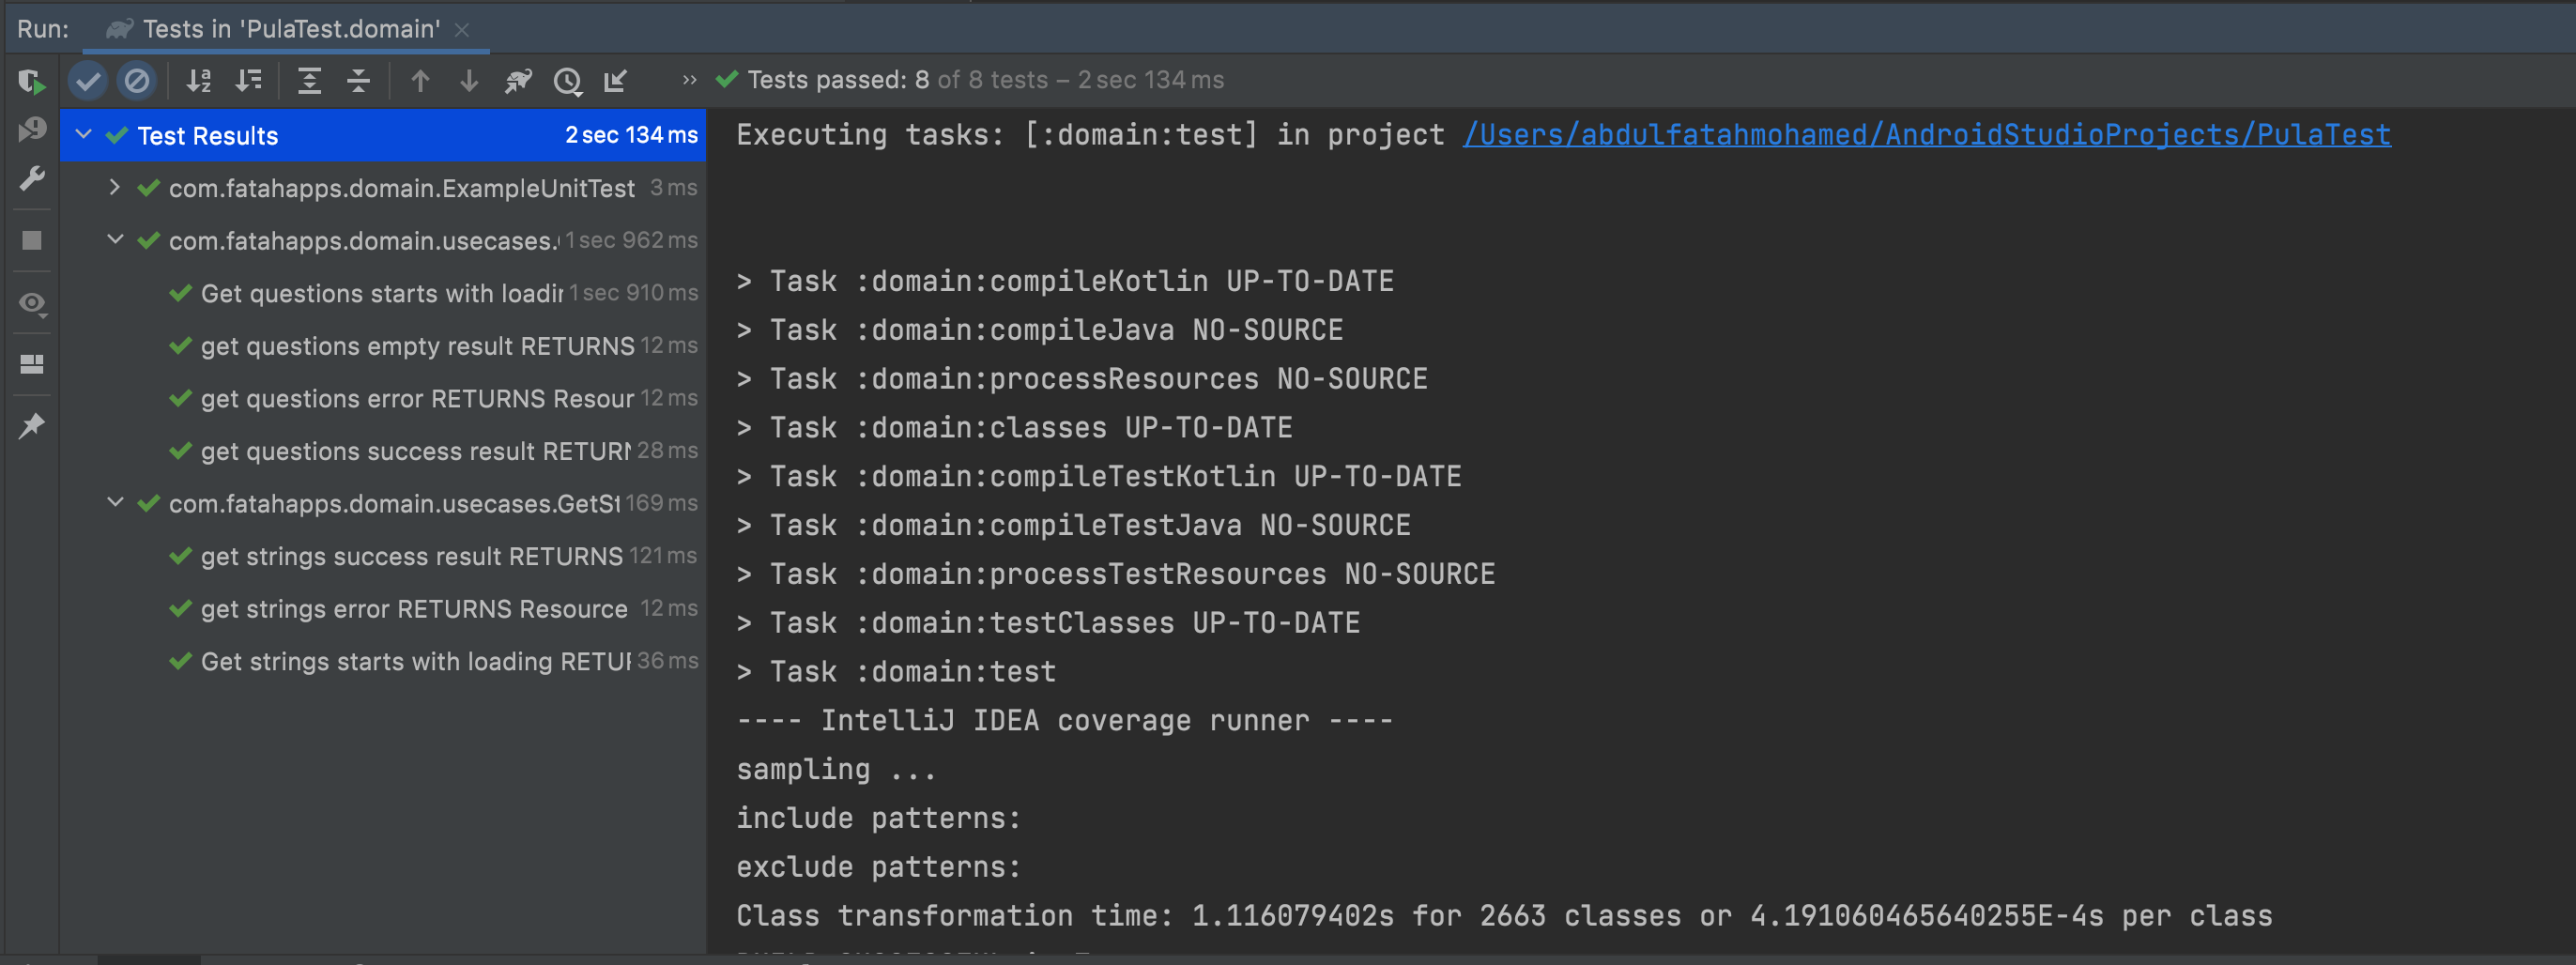 Run: Tests in 'PulaTest.domain'
Tests passed: 8 of 8 tests – 2 sec 134 ms
Test Results 2 sec 134 ms
com.fatahapps.domain.ExampleUnitTest 3 ms
com.fatahapps.domain.usecases. 1 sec 962 ms
Get questions starts with loadin 1 sec 910 ms
get questions empty result RETURNS 12 ms
get questions error RETURNS Resour 12 ms
get questions success result RETURN 28 ms
com.fatahapps.domain.usecases.GetSt 169 ms
get strings success result RETURNS 121 ms
get strings error RETURNS Resource 12 ms
Get strings starts with loading RETUR 36 ms
Executing tasks: [:domain:test] in project /Users/abdulfatahmohamed/AndroidStudioProjects/PulaTest
> Task :domain:compileKotlin UP-TO-DATE
> Task :domain:compileJava NO-SOURCE
> Task :domain:processResources NO-SOURCE
> Task :domain:classes UP-TO-DATE
> Task :domain:compileTestKotlin UP-TO-DATE
> Task :domain:compileTestJava NO-SOURCE
> Task :domain:processTestResources NO-SOURCE
> Task :domain:testClasses UP-TO-DATE
> Task :domain:test
---- IntelliJ IDEA coverage runner ----
sampling ...
include patterns:
exclude patterns:
Class transformation time: 1.116079402s for 2663 classes or 4.191060465640255E-4s per class